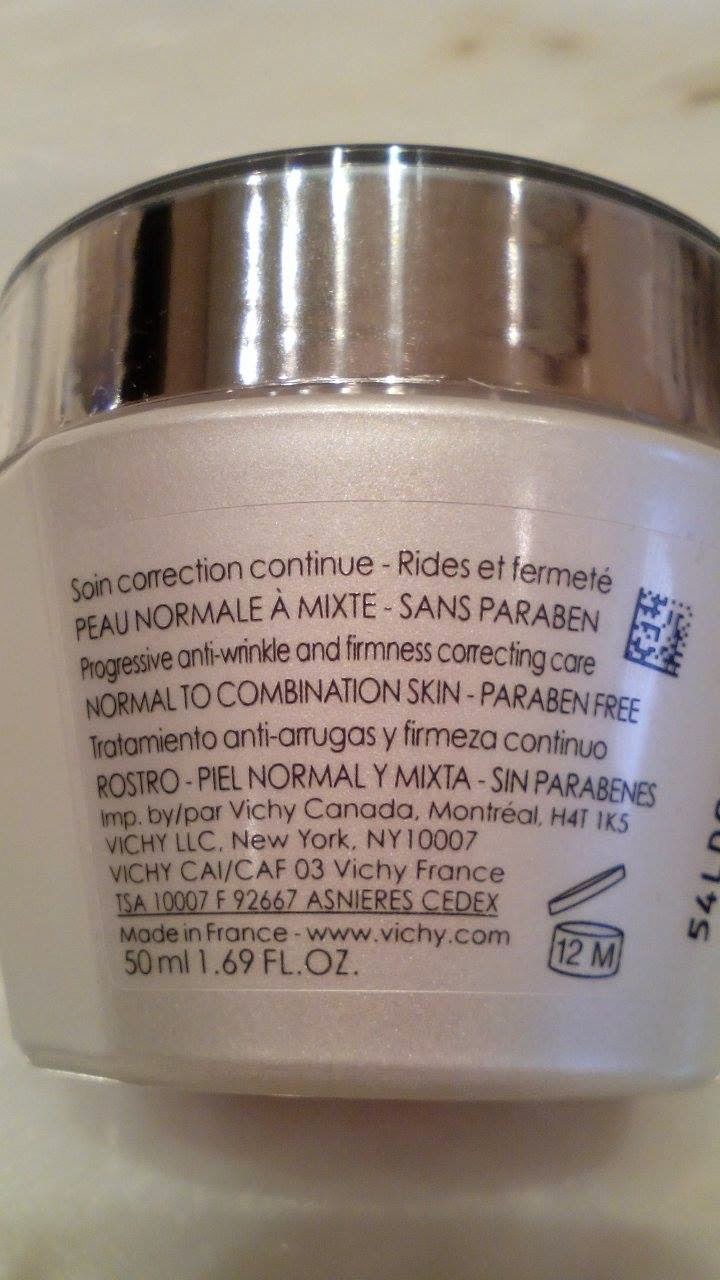 Soin correction continue - Rides et fermeté
PEAU NORMALE À MIXTE - SANS PARABEN
Progressive anti-wrinkle and firmness correcting care
NORMAL TO COMBINATION SKIN - PARABEN FREE
Tratamiento anti-arrugas y firmeza continuo
ROSTRO - PIEL NORMAL Y MIXTA - SIN PARABENES
Imp. by/par Vichy Canada, Montréal, H4T 1K5
VICHY LLC, New York, NY10007
VICHY CAI/CAF 03 Vichy France
TSA 10007 F 92667 ASNIERES CEDEX
Made in France - www.vichy.com
50 ml 1.69 FL.OZ.
12 M